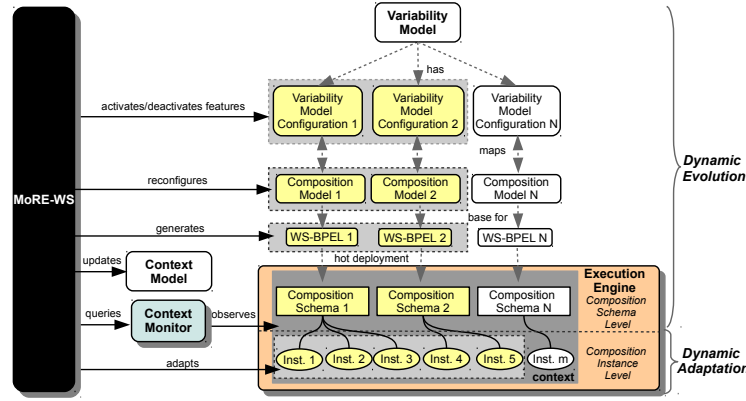 Variability
Model
has
activates/deactivates features
Variability
Model
Configuration 1
Variability
Model
Configuration 2
Variability
Model
Configuration N
maps
Dynamic
Evolution
MoRE-WS
reconfigures
Composition
Model 1
Composition
Model 2
Composition
Model N
base for
generates
WS-BPEL 1
WS-BPEL 2
WS-BPEL N
hot deployment
updates
Context
Model
Execution
Engine
Composition
Schema
Level
Composition
Schema 1
Composition
Schema 2
Composition
Schema N
queries
Context
Monitor
observes
Inst. 1
Inst. 2
Inst. 3
Inst. 4
Inst. 5
Inst. m
context
Composition
Instance
Level
Dynamic
Adaptation
adapts